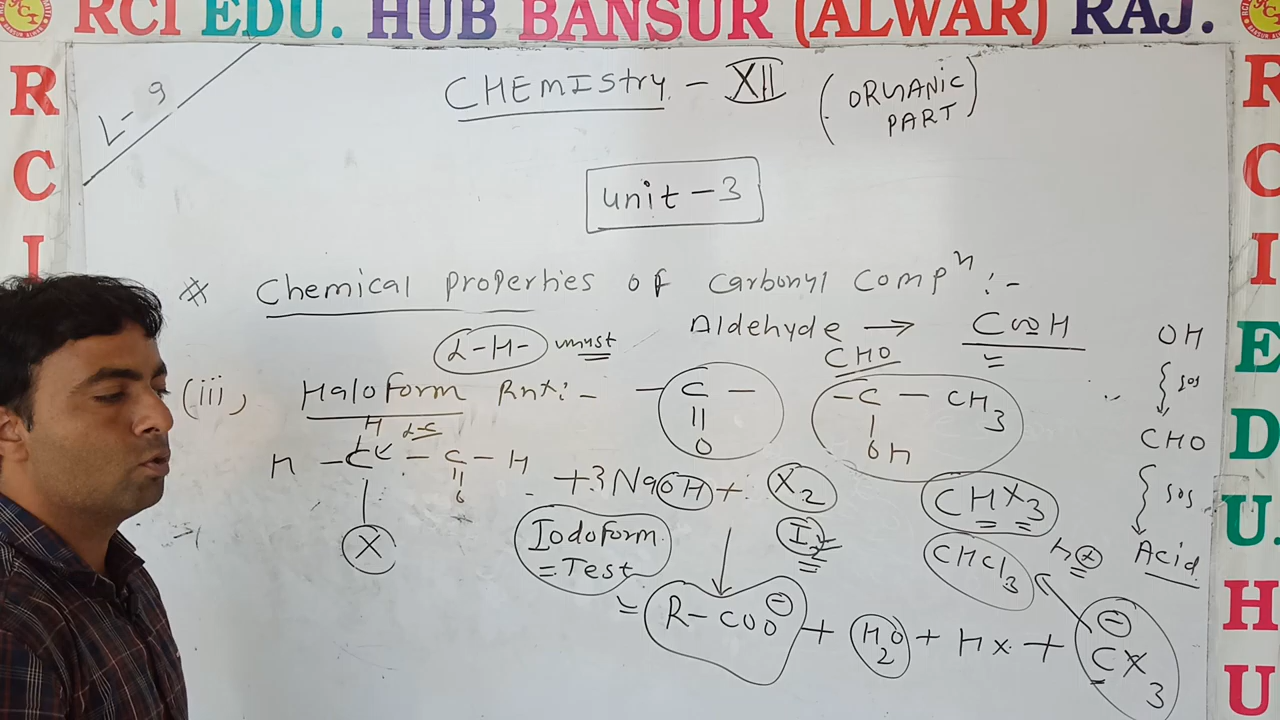 RCI EDU. HUB BANSUR (ALWAR) RAJ.
R
C
I
R
C
I
E
D
U.
H
U
L-9
CHEMIStry - XII (ORGANIC PART)
Unit - 3
* Chemical properties of Carbonyl Compⁿ :-
α-H- must
Aldehyde → COOH
CHO
(iii) Haloform Rnx:-
-C-
||
O
-C-CH3
|
OH
OH
sos
CHO
sos
Acid
H α-C
H -C - C - H
||
O
X
+3NaOH + X2
I2
Iodoform
=Test
CHX3
CHCl3
H⊕
R-COO⊖ + H2O + HX + ⊖CX3